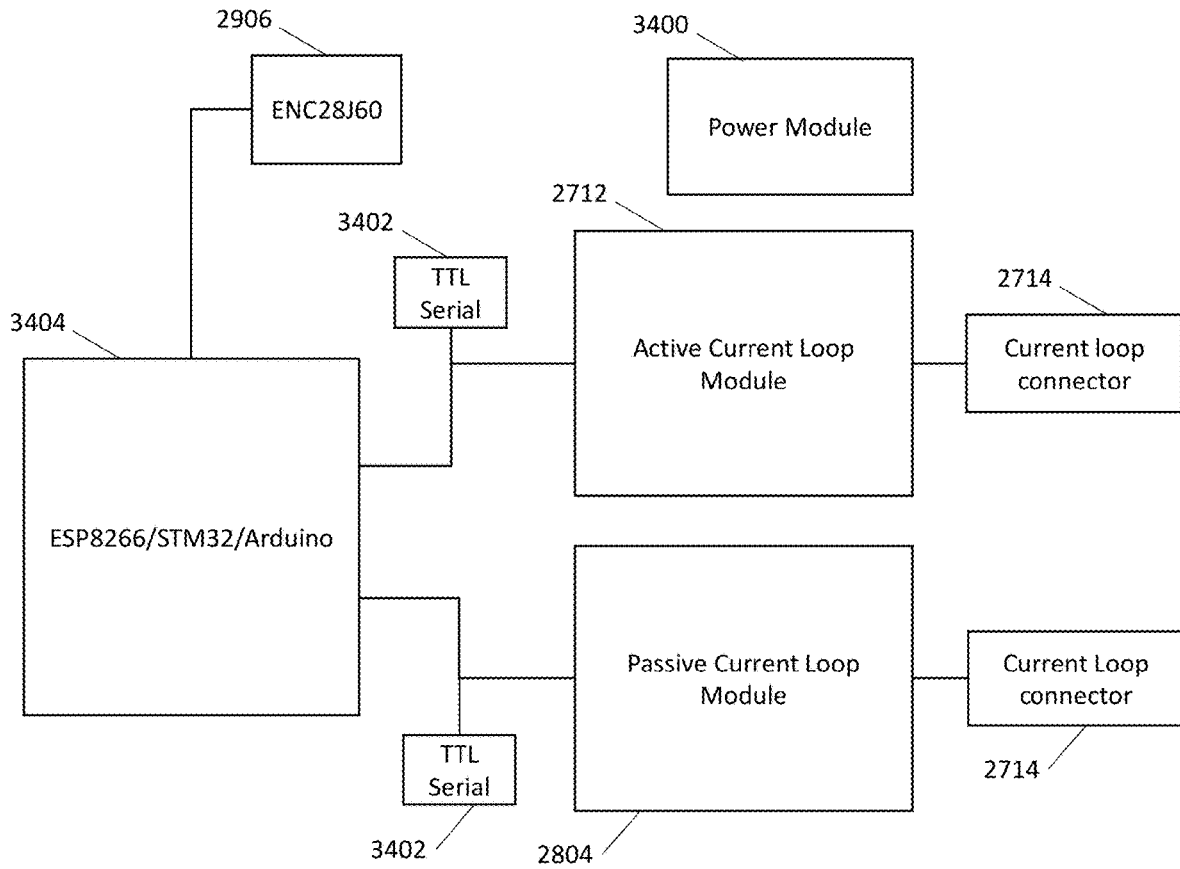 2906
ENC28J60
3400
Power Module
3402
TTL
Serial
2712
Active Current Loop
Module
2714
Current loop
connector
3404
ESP8266/STM32/Arduino
Passive Current Loop
Module
2804
Current Loop
connector
2714
TTL
Serial
3402